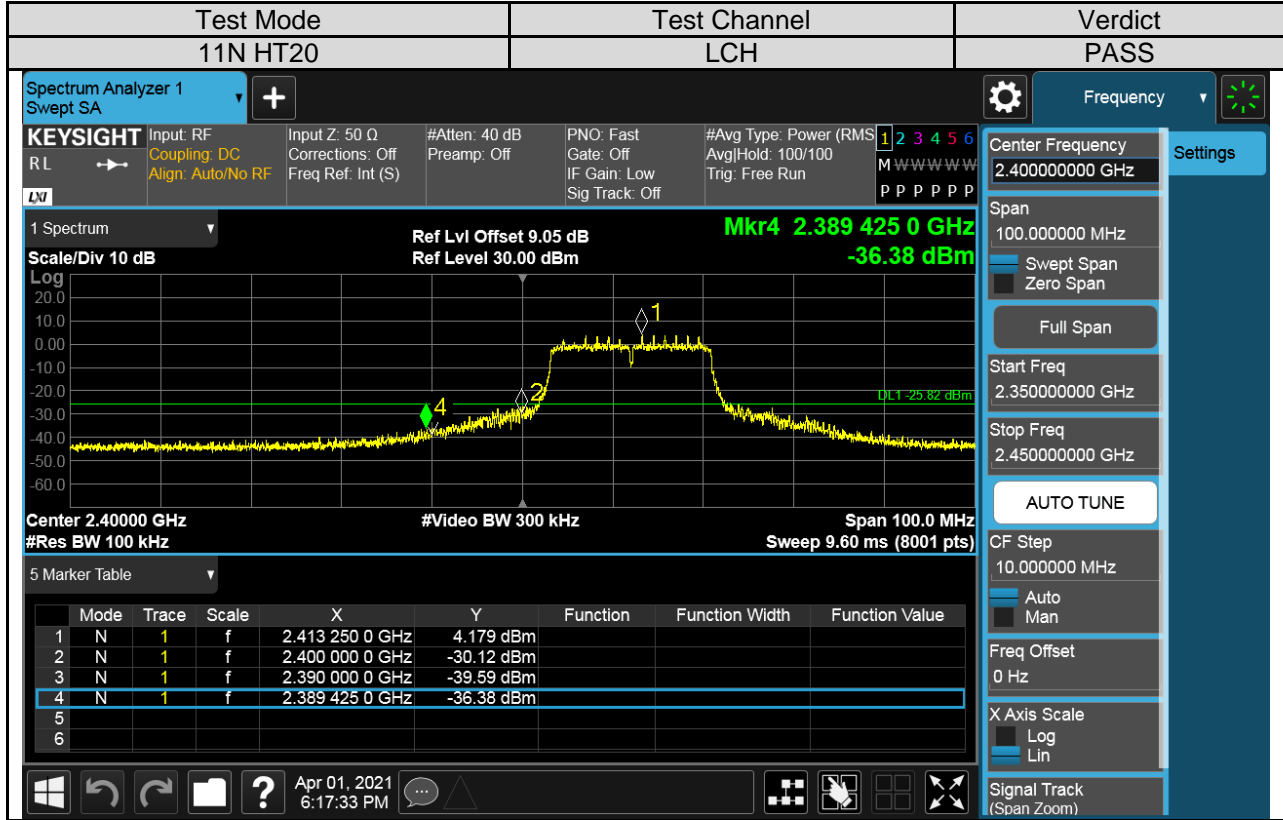 Test Mode Test Channel Verdict
11N HT20 LCH PASS
Spectrum Analyzer 1
Swept SA
+
Frequency
KEYSIGHT Input: RF Input Z: 50 Ω #Atten: 40 dB PNO: Fast #Avg Type: Power (RMS 1 2 3 4 5 6
RL Coupling: DC Corrections: Off Preamp: Off Gate: Off Avg|Hold: 100/100 M W W W W W
Align: Auto/No RF Freq Ref: Int (S) IF Gain: Low Trig: Free Run
LXI Sig Track: Off P P P P P P
1 Spectrum Ref Lvl Offset 9.05 dB Mkr4 2.389 425 0 GHz
Scale/Div 10 dB Ref Level 30.00 dBm -36.38 dBm
Log
20.0
10.0
0.00
-10.0
-20.0
-30.0
-40.0
-50.0
-60.0
1
2
4
DL1 -25.82 dBm
Center 2.40000 GHz #Video BW 300 kHz Span 100.0 MHz
#Res BW 100 kHz Sweep 9.60 ms (8001 pts)
5 Marker Table
Mode Trace Scale X Y Function Function Width Function Value
1 N 1 f 2.413 250 0 GHz 4.179 dBm
2 N 1 f 2.400 000 0 GHz -30.12 dBm
3 N 1 f 2.390 000 0 GHz -39.59 dBm
4 N 1 f 2.389 425 0 GHz -36.38 dBm
5
6
?
Apr 01, 2021
6:17:33 PM
Center Frequency
2.400000000 GHz
Settings
Span
100.000000 MHz
Swept Span
Zero Span
Full Span
Start Freq
2.350000000 GHz
Stop Freq
2.450000000 GHz
AUTO TUNE
CF Step
10.000000 MHz
Auto
Man
Freq Offset
0 Hz
X Axis Scale
Log
Lin
Signal Track
(Span Zoom)